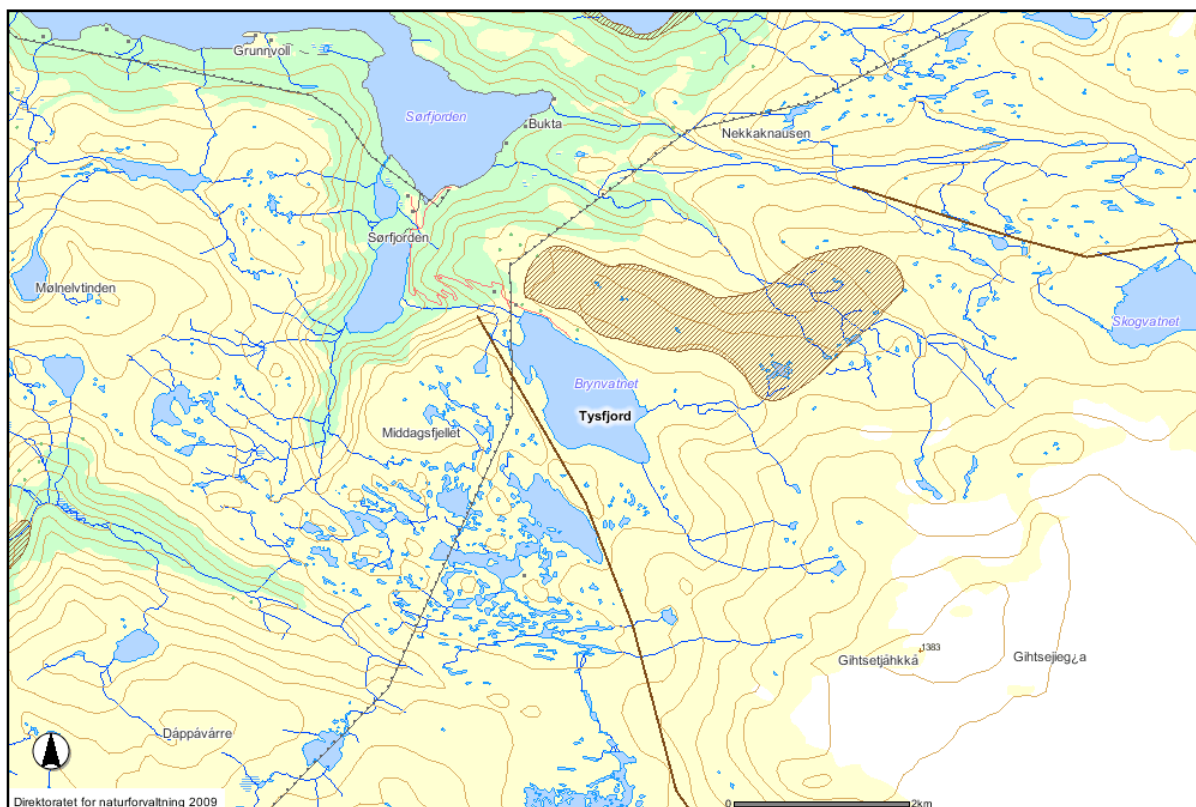 Grunnvoll
Sørfjorden
Bukta
Nekkaknausen
Sørfjorden
Mølnelvtinden
Skogvatnet
Brynvatnet
Tysfjord
Middagsfjellet
1383
Gihtsetjåhkkå
Gihtsejieg¿a
Dáppávárre
Direktoratet for naturforvaltning 2009
0 2km